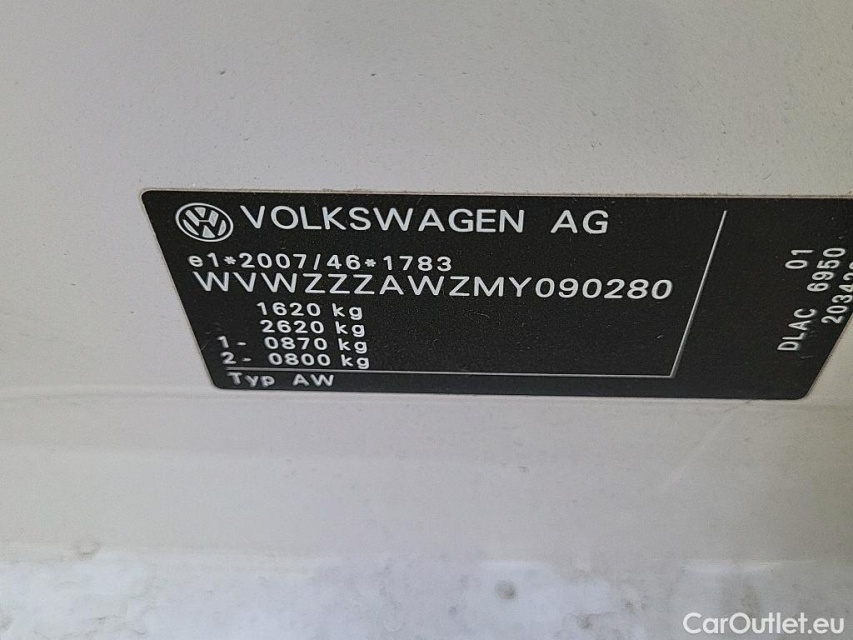 VOLKSWAGEN AG
e1*2007/46*1783
WVWZZZAWZMY090280
1620 kg
2620 kg
1- 0870 kg
2- 0800 kg
Typ AW
01
DLAC 6950
CarOutlet.eu